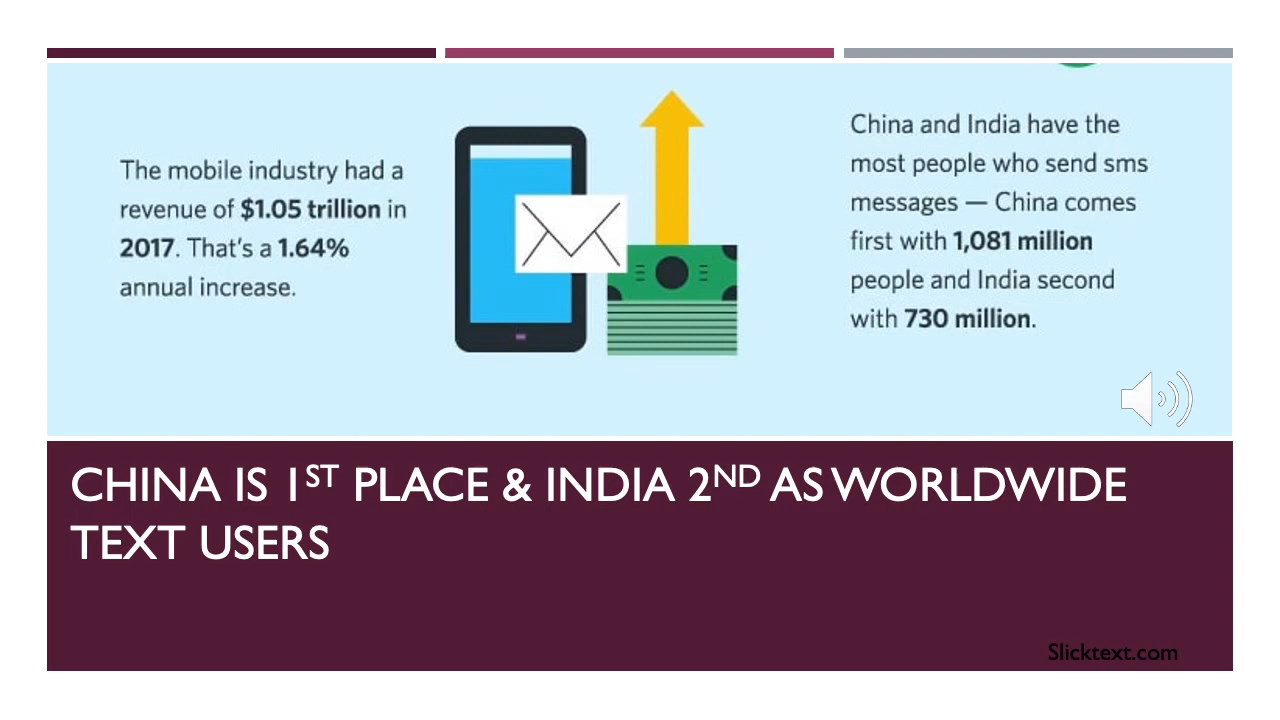 The mobile industry had a
revenue of $1.05 trillion in
2017. That's a 1.64%
annual increase.
China and India have the
most people who send sms
messages — China comes
first with 1,081 million
people and India second
with 730 million.
CHINA IS 1ST PLACE & INDIA 2ND AS WORLDWIDE
TEXT USERS
Slicktext.com